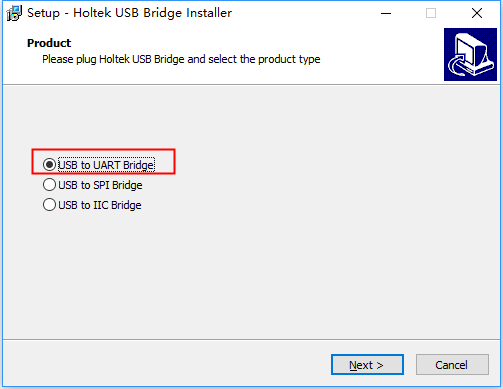 Setup - Holtek USB Bridge Installer
Product
Please plug Holtek USB Bridge and select the product type
USB to UART Bridge
USB to SPI Bridge
USB to IIC Bridge
Next >
Cancel